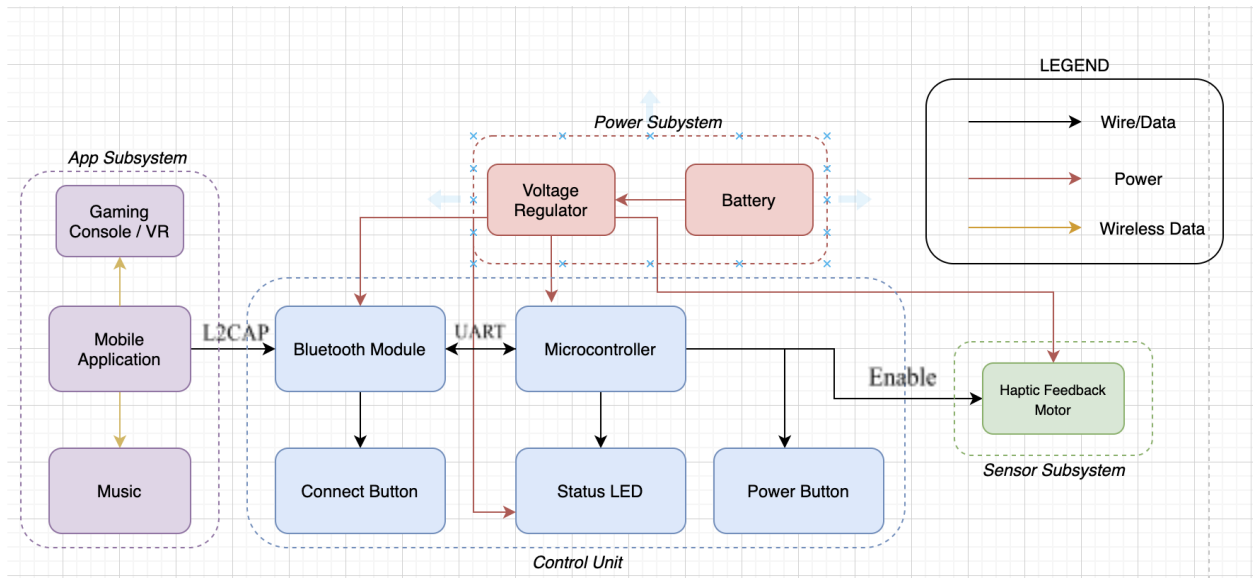 LEGEND
Wire/Data
Power
Wireless Data
Power Subystem
Voltage
Regulator
Battery
App Subsystem
Gaming
Console / VR
Mobile
Application
L2CAP
Bluetooth Module
UART
Microcontroller
Enable
Haptic Feedback
Motor
Sensor Subsystem
Music
Connect Button
Status LED
Power Button
Control Unit